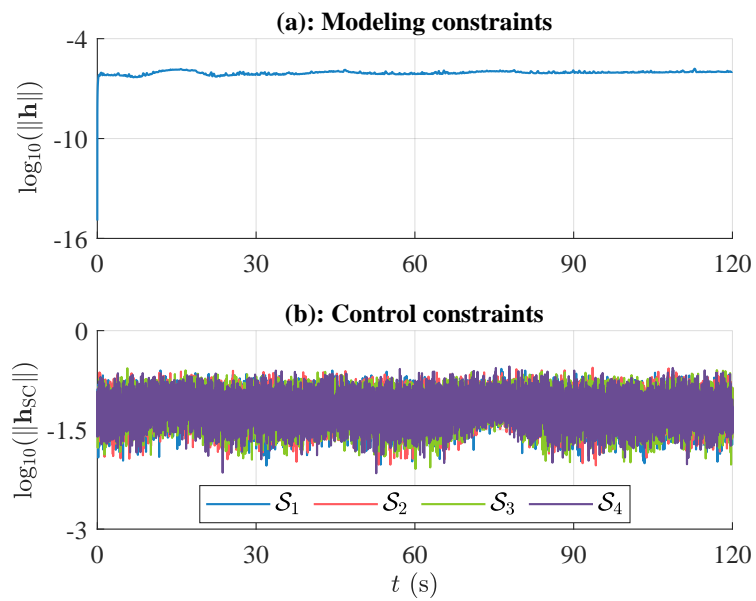 (a): Modeling constraints
-4
-10
-16
log₁₀(||h||)
0 30 60 90 120
(b): Control constraints
0
-1.5
-3
log₁₀(||h_SC||)
S₁ S₂ S₃ S₄
0 30 60 90 120
t (s)